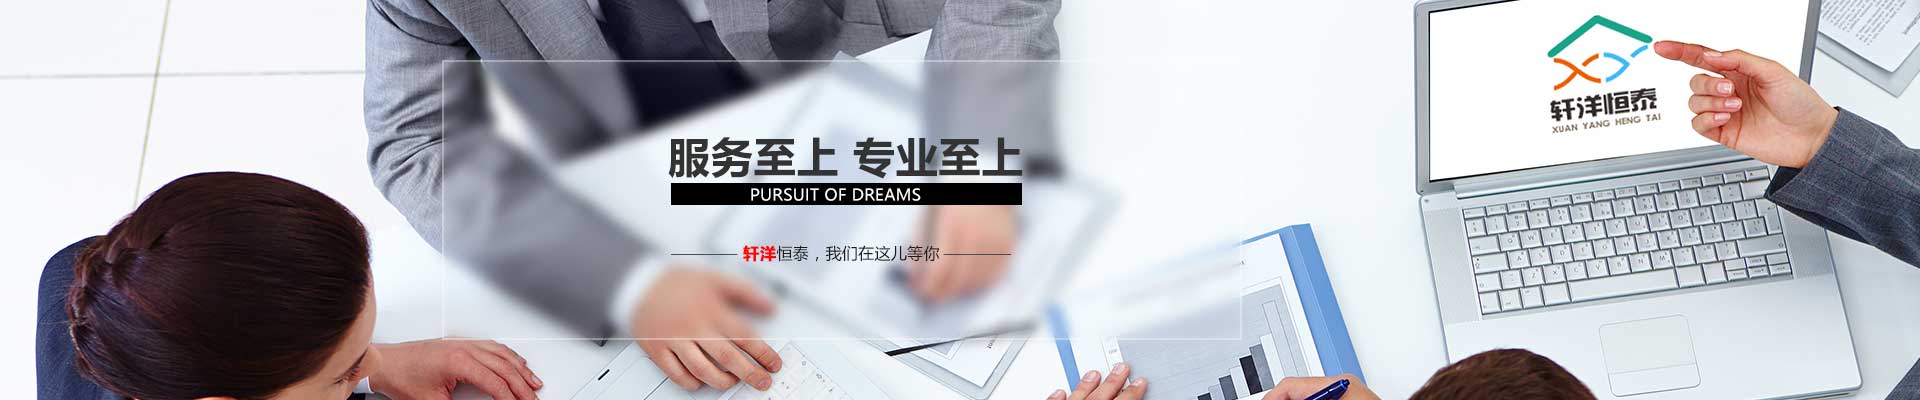 服务至上 专业至上
PURSUIT OF DREAMS
轩洋恒泰，我们在这儿等你
轩洋恒泰
XUAN YANG HENG TAI